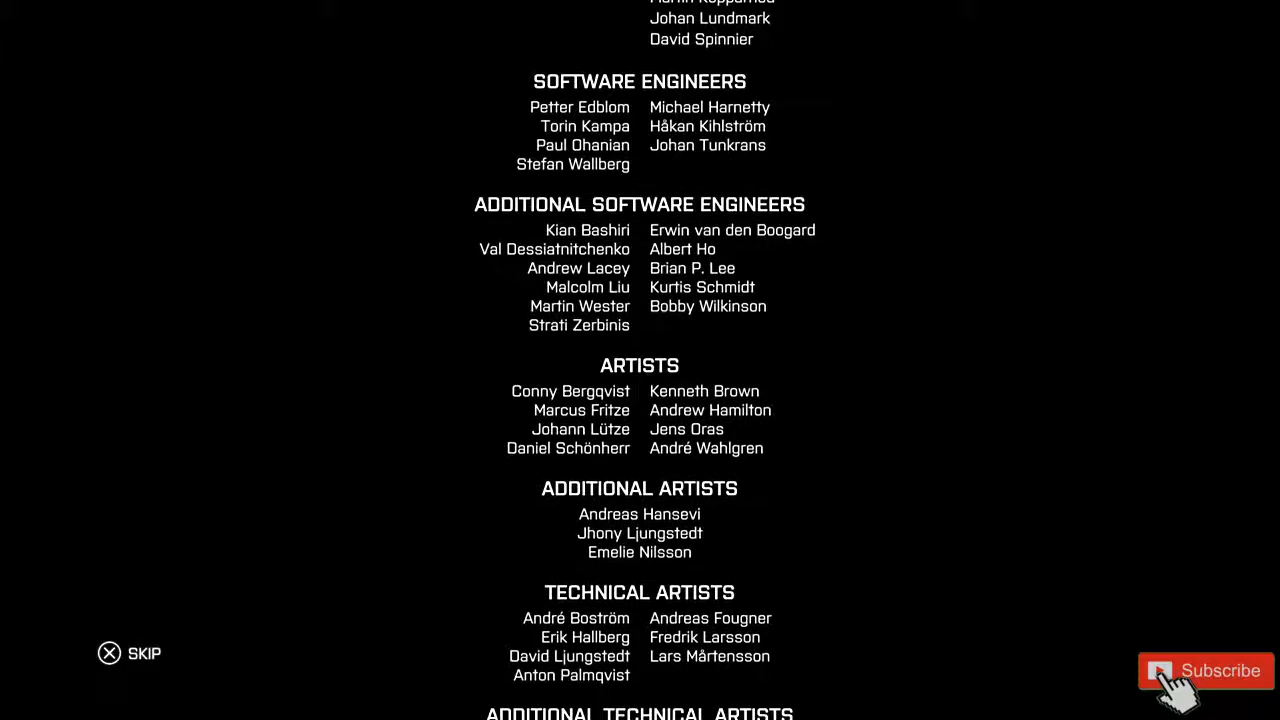 Johan Lundmark
David Spinnier
SOFTWARE ENGINEERS
Petter Edblom Michael Harnetty
Torin Kampa Håkan Kihlström
Paul Ohanian Johan Tunkrans
Stefan Wallberg
ADDITIONAL SOFTWARE ENGINEERS
Kian Bashiri Erwin van den Boogard
Val Dessiatnitchenko Albert Ho
Andrew Lacey Brian P. Lee
Malcolm Liu Kurtis Schmidt
Martin Wester Bobby Wilkinson
Strati Zerbinis
ARTISTS
Conny Bergqvist Kenneth Brown
Marcus Fritze Andrew Hamilton
Johann Lütze Jens Oras
Daniel Schönherr André Wahlgren
ADDITIONAL ARTISTS
Andreas Hansevi
Jhony Ljungstedt
Emelie Nilsson
TECHNICAL ARTISTS
André Boström Andreas Fougner
Erik Hallberg Fredrik Larsson
David Ljungstedt Lars Mårtensson
Anton Palmqvist
ADDITIONAL TECHNICAL ARTISTS
SKIP
Subscribe